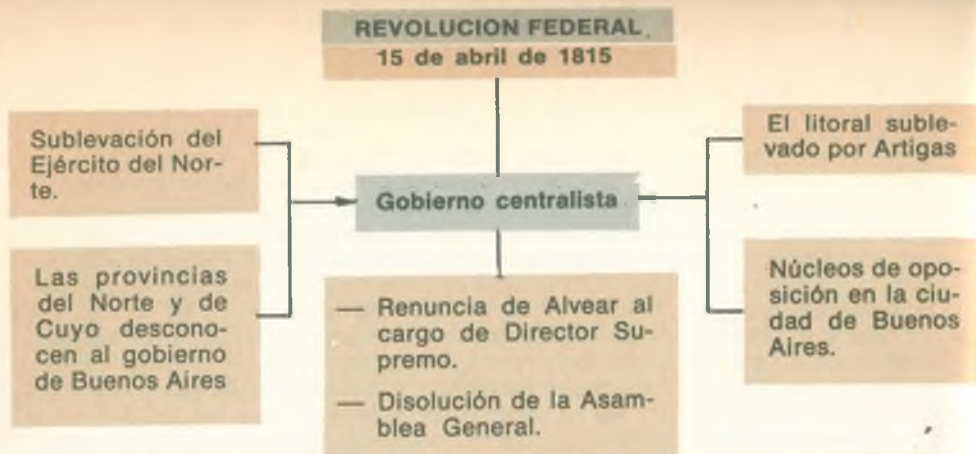 REVOLUCION FEDERAL
15 de abril de 1815
Sublevación del
Ejército del Nor-
te.
El litoral suble-
vado por Artigas
Gobierno centralista
Las provincias
del Norte y de
Cuyo descono-
cen al gobierno
de Buenos Aires
— Renuncia de Alvear al
cargo de Director Su-
premo.
— Disolución de la Asam-
blea General.
Núcleos de opo-
sición en la ciu-
dad de Buenos
Aires.